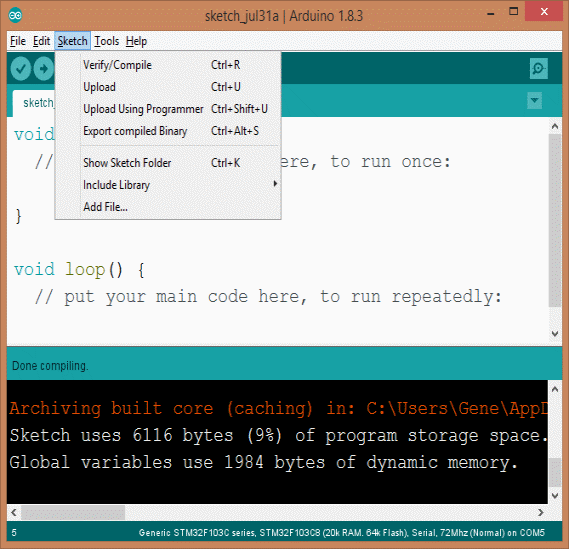 sketch_jul31a | Arduino 1.8.3
File Edit Sketch Tools Help
Verify/Compile Ctrl+R
Upload Ctrl+U
Upload Using Programmer Ctrl+Shift+U
Export compiled Binary Ctrl+Alt+S
Show Sketch Folder Ctrl+K
Include Library
Add File...
sketch_
void
// ere, to run once:
}
void loop() {
// put your main code here, to run repeatedly:
Done compiling.
Archiving built core (caching) in: C:\Users\Gene\AppD
Sketch uses 6116 bytes (9%) of program storage space.
Global variables use 1984 bytes of dynamic memory.
5 Generic STM32F103C series, STM32F103C8 (20k RAM. 64k Flash), Serial, 72Mhz (Normal) on COM5